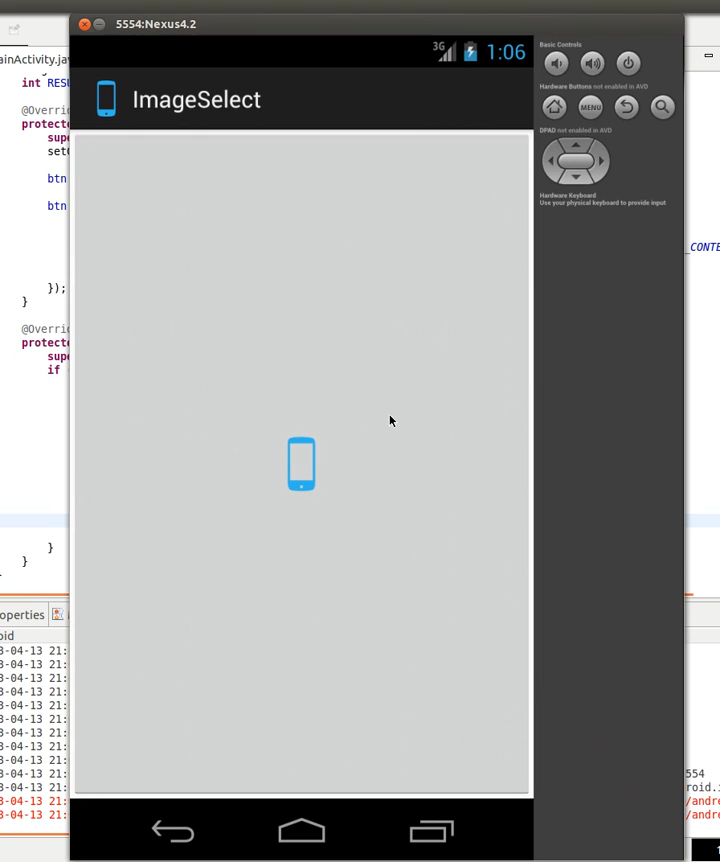 5554:Nexus4.2
3G
1:06
ImageSelect
Basic Controls
Hardware Buttons not enabled in AVD
MENU
DPAD not enabled in AVD
Hardware Keyboard
Use your physical keyboard to provide input
ainActivity.jav
int RESU
@Overri
protecte
supe
setC
btn
btn
_CONTE
});
}
@Overri
protecte
supe
if
}
}
operties
oid
3-04-13 21:
3-04-13 21:
3-04-13 21:
3-04-13 21:
3-04-13 21:
3-04-13 21:
3-04-13 21:
3-04-13 21:
3-04-13 21:
3-04-13 21: 554
3-04-13 21: roid.i
3-04-13 21: /andre
3-04-13 21: /andre